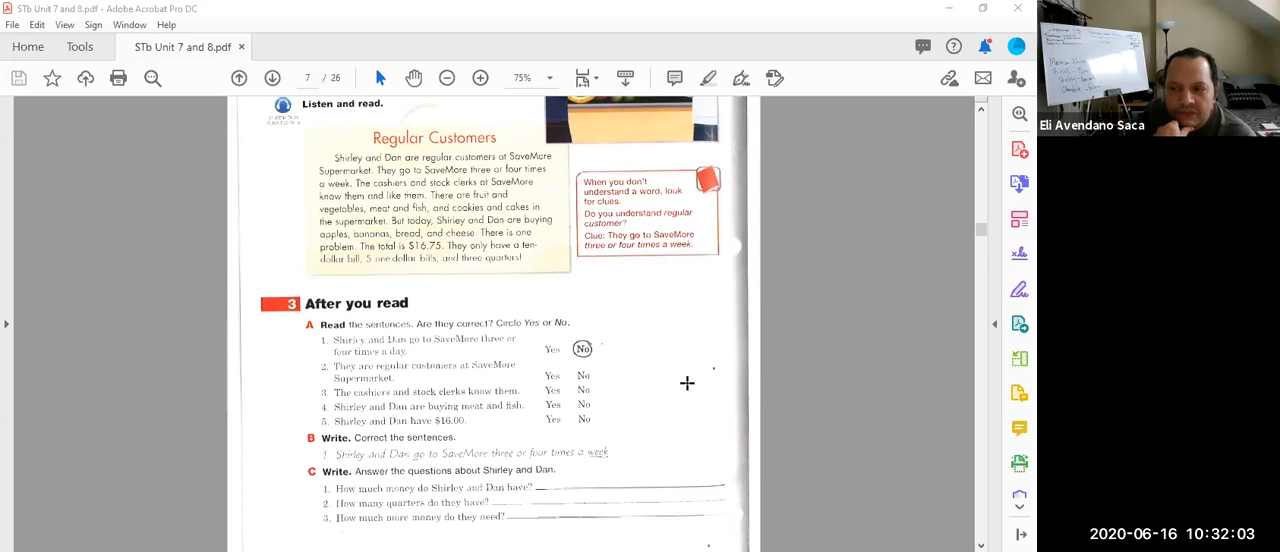 STb Unit 7 and 8.pdf - Adobe Acrobat Pro DC
File Edit View Sign Window Help
Home Tools STb Unit 7 and 8.pdf ×
7 / 26 75%
Listen and read.
Regular Customers
Shirley and Dan are regular customers at SaveMore
Supermarket. They go to SaveMore three or four times
a week. The cashiers and stock clerks at SaveMore
know them and like them. There are fruit and
vegetables, meat and fish, and cookies and cakes in
the supermarket. But today, Shirley and Dan are buying
apples, bananas, bread, and cheese. There is one
problem. The total is $16.75. They only have a ten-
dollar bill, 5 one-dollar bills, and three quarters!
When you don't
understand a word, look
for clues.
Do you understand regular
customer?
Clue: They go to SaveMore
three or four times a week.
3 After you read
A Read the sentences. Are they correct? Circle Yes or No.
1. Shirley and Dan go to SaveMore three or
four times a day. Yes No
2. They are regular customers at SaveMore
Supermarket. Yes No
3. The cashiers and stock clerks know them. Yes No
4. Shirley and Dan are buying meat and fish. Yes No
5. Shirley and Dan have $16.00. Yes No
B Write. Correct the sentences.
1. Shirley and Dan go to SaveMore three or four times a week
C Write. Answer the questions about Shirley and Dan.
1. How much money do Shirley and Dan have?
2. How many quarters do they have?
3. How much more money do they need?
Eli Avendano Saca
2020-06-16 10:32:03